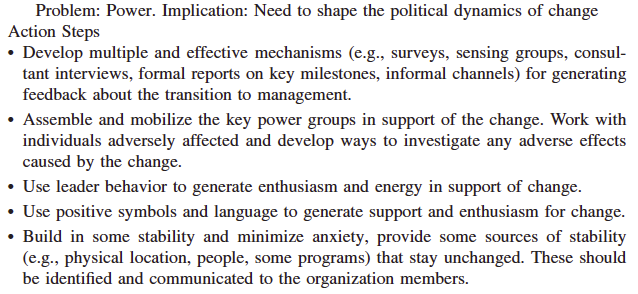 Problem: Power. Implication: Need to shape the political dynamics of change
Action Steps
• Develop multiple and effective mechanisms (e.g., surveys, sensing groups, consul-
tant interviews, formal reports on key milestones, informal channels) for generating
feedback about the transition to management.
• Assemble and mobilize the key power groups in support of the change. Work with
individuals adversely affected and develop ways to investigate any adverse effects
caused by the change.
• Use leader behavior to generate enthusiasm and energy in support of change.
• Use positive symbols and language to generate support and enthusiasm for change.
• Build in some stability and minimize anxiety, provide some sources of stability
(e.g., physical location, people, some programs) that stay unchanged. These should
be identified and communicated to the organization members.